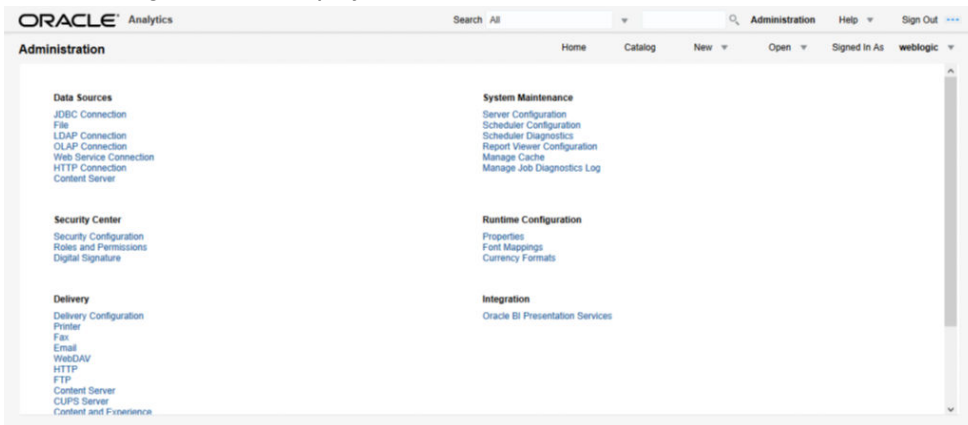 ORACLE Analytics Search All Administration Help Sign Out
Administration Home Catalog New Open Signed In As weblogic
Data Sources
JDBC Connection
File
LDAP Connection
OLAP Connection
Web Service Connection
HTTP Connection
Content Server
System Maintenance
Server Configuration
Scheduler Configuration
Scheduler Diagnostics
Report Viewer Configuration
Manage Cache
Manage Job Diagnostics Log
Security Center
Security Configuration
Roles and Permissions
Digital Signature
Runtime Configuration
Properties
Font Mappings
Currency Formats
Delivery
Delivery Configuration
Printer
Fax
Email
WebDAV
HTTP
FTP
Content Server
CUPS Server
Content and Experience
Integration
Oracle BI Presentation Services